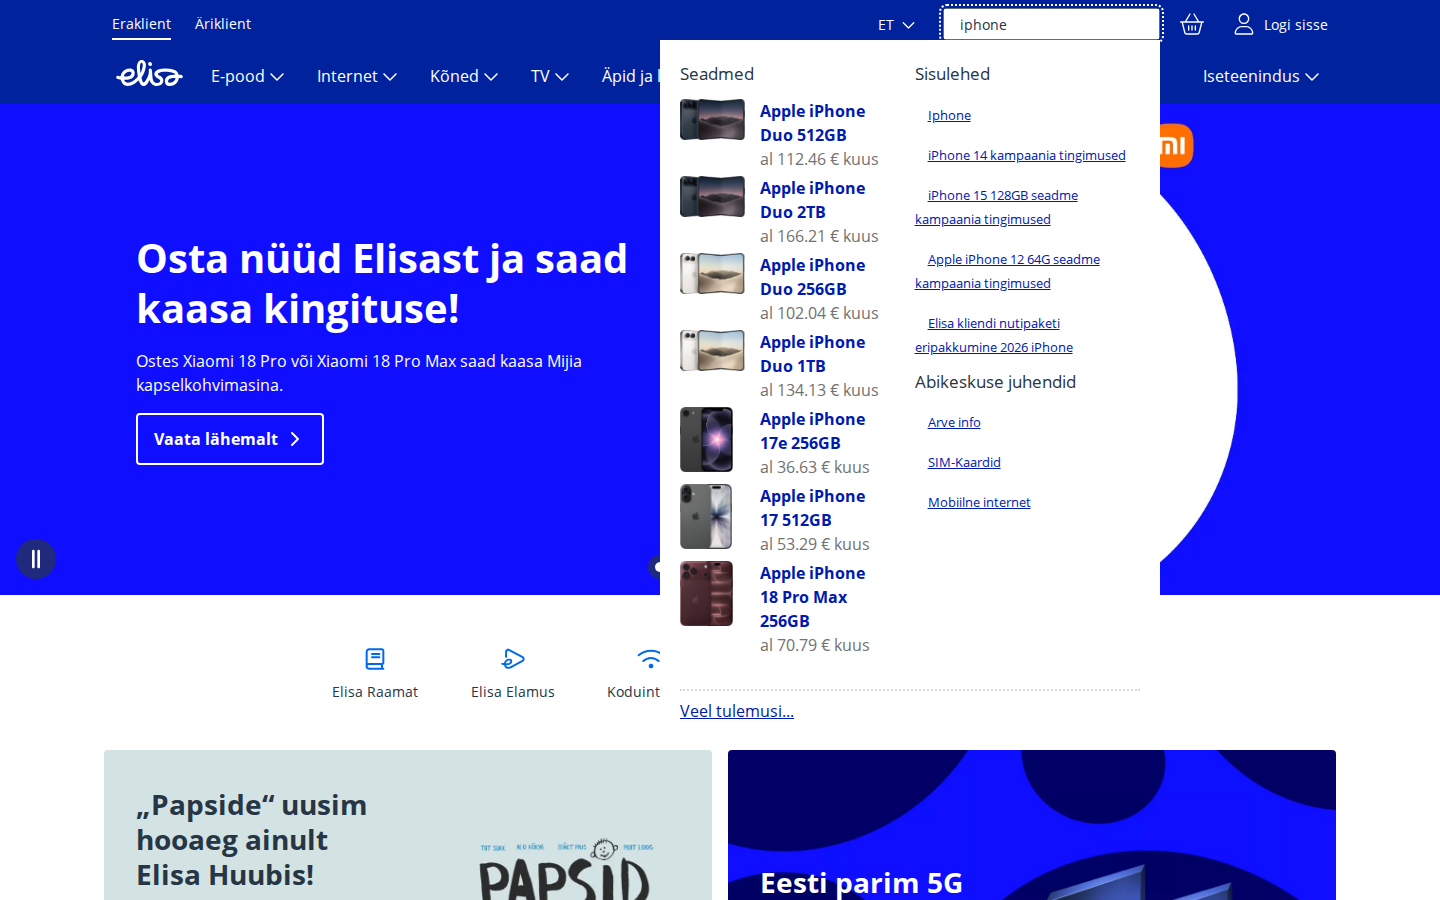 Eraklient
Äriklient
ET
iphone
Logi sisse
elisa
E-pood
Internet
Kõned
TV
Äpid ja
Iseteenindus
Seadmed
Apple iPhone
Duo 512GB
al 112.46 € kuus
Apple iPhone
Duo 2TB
al 166.21 € kuus
Apple iPhone
Duo 256GB
al 102.04 € kuus
Apple iPhone
Duo 1TB
al 134.13 € kuus
Apple iPhone
17e 256GB
al 36.63 € kuus
Apple iPhone
17 512GB
al 53.29 € kuus
Apple iPhone
18 Pro Max
256GB
al 70.79 € kuus
Veel tulemusi...
Sisulehed
Iphone
iPhone 14 kampaania tingimused
iPhone 15 128GB seadme
kampaania tingimused
Apple iPhone 12 64G seadme
kampaania tingimused
Elisa kliendi nutipaketi
eripakkumine 2026 iPhone
Abikeskuse juhendid
Arve info
SIM-Kaardid
Mobiilne internet
mi
Osta nüüd Elisast ja saad
kaasa kingituse!
Ostes Xiaomi 18 Pro või Xiaomi 18 Pro Max saad kaasa Mijia
kapselkohvimasina.
Vaata lähemalt
Elisa Raamat
Elisa Elamus
Koduint
„Papside“ uusim
hooaeg ainult
Elisa Huubis!
PAPSID
Eesti parim 5G